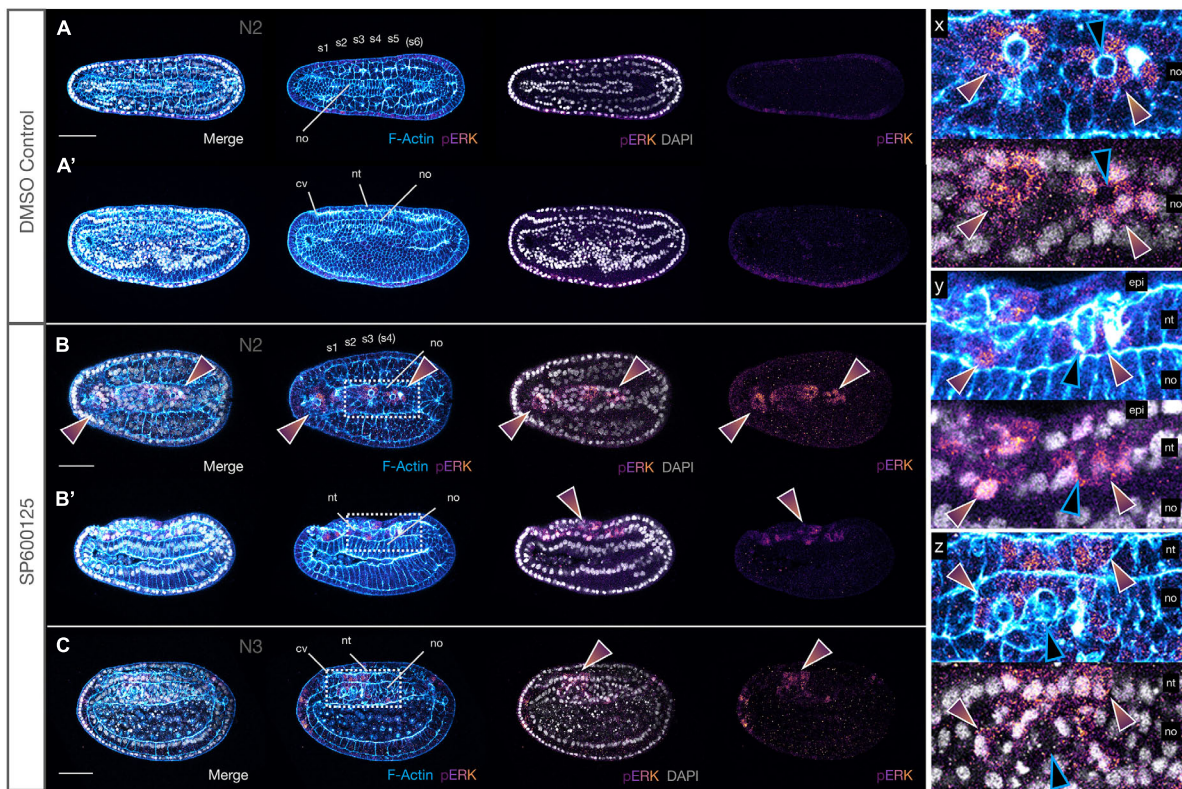 DMSO Control
A
N2
s1 s2 s3 s4 s5 (s6)
no
Merge
F-Actin pERK
pERK DAPI
pERK
A'
cv nt no
SP600125
B
N2
s1 s2 s3 (s4) no
Merge
F-Actin pERK
pERK DAPI
pERK
B'
nt no
C
N3
cv nt no
Merge
F-Actin pERK
pERK DAPI
pERK
x
no
no
y
epi
nt
no
epi
nt
no
z
nt
no
nt
no